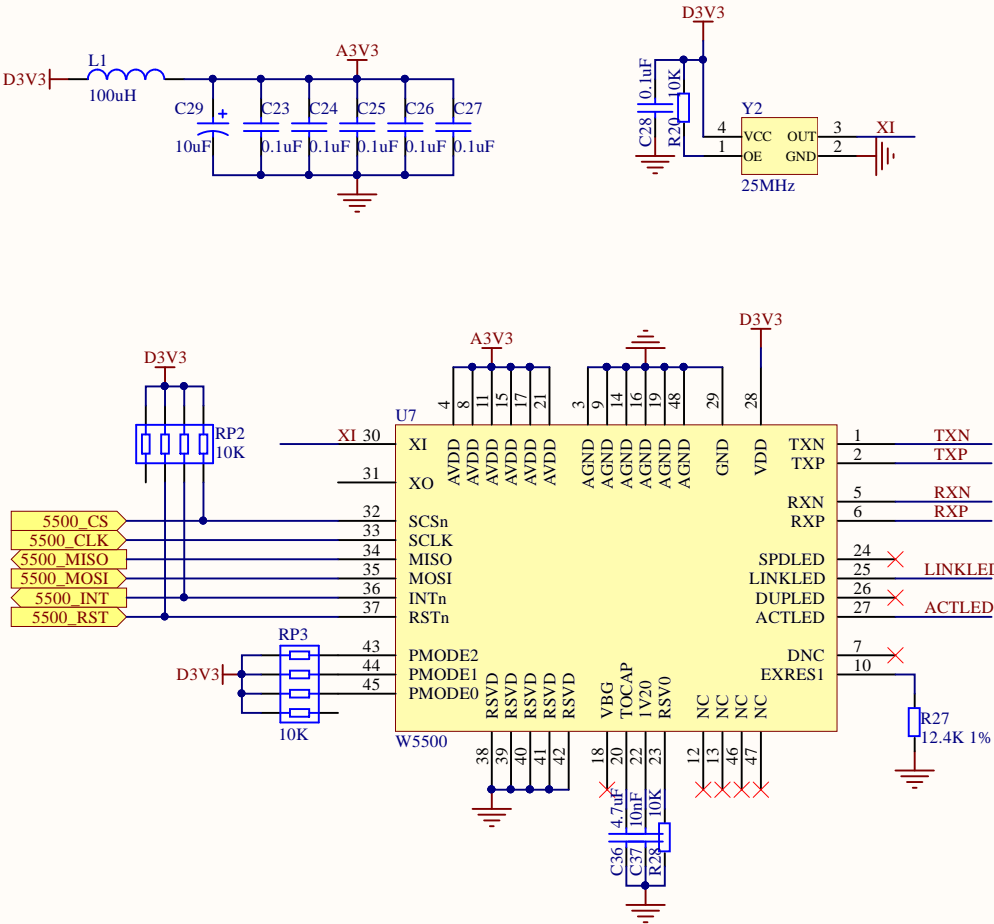 D3V3
L1
100uH
A3V3
C29
10uF
C23
0.1uF
C24
0.1uF
C25
0.1uF
C26
0.1uF
C27
0.1uF
D3V3
C28
0.1uF
R20
10K
Y2
4
VCC
OUT
3
XI
1
OE
GND
2
25MHz
D3V3
RP2
10K
A3V3
D3V3
4
8
11
15
17
21
3
9
14
16
19
48
29
28
U7
AVDD
AVDD
AVDD
AVDD
AVDD
AVDD
AGND
AGND
AGND
AGND
AGND
AGND
GND
VDD
XI
30
XI
31
XO
5500_CS
32
SCSn
5500_CLK
33
SCLK
5500_MISO
34
MISO
5500_MOSI
35
MOSI
5500_INT
36
INTn
5500_RST
37
RSTn
RP3
D3V3
43
PMODE2
44
PMODE1
45
PMODE0
10K
TXN
1
TXN
TXP
2
TXP
RXN
5
RXN
RXP
6
RXP
SPDLED
24
LINKLED
25
LINKLED
DUPLED
26
ACTLED
27
ACTLED
DNC
7
EXRES1
10
R27
12.4K 1%
RSVD
RSVD
RSVD
RSVD
RSVD
VBG
TOCAP
1V20
RSV0
NC
NC
NC
NC
W5500
38
39
40
41
42
18
20
22
23
12
13
46
47
C36
4.7uF
C37
10nF
R28
10K